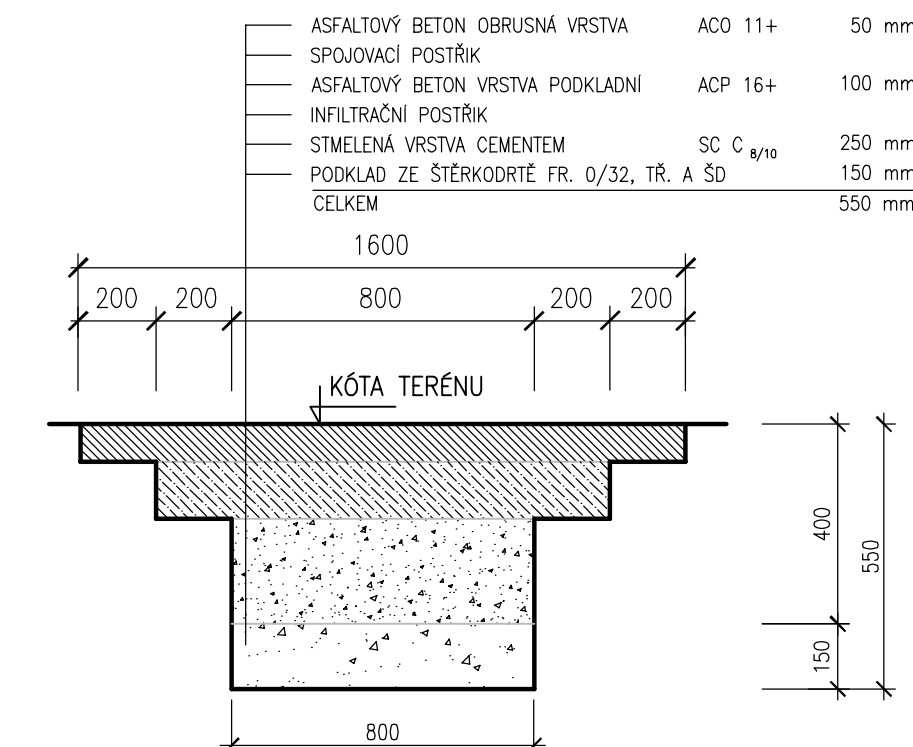 ASFALTOVÝ BETON OBRUSNÁ VRSTVA ACO 11+ 50 mm
SPOJOVACÍ POSTŘIK
ASFALTOVÝ BETON VRSTVA PODKLADNÍ ACP 16+ 100 mm
INFILTRAČNÍ POSTŘIK
STMELENÁ VRSTVA CEMENTEM SC C 8/10 250 mm
PODKLAD ZE ŠTĚRKODRTĚ FR. 0/32, TŘ. A ŠD 150 mm
CELKEM 550 mm
1600
200 200 800 200 200
KÓTA TERÉNU
400
550
150
800